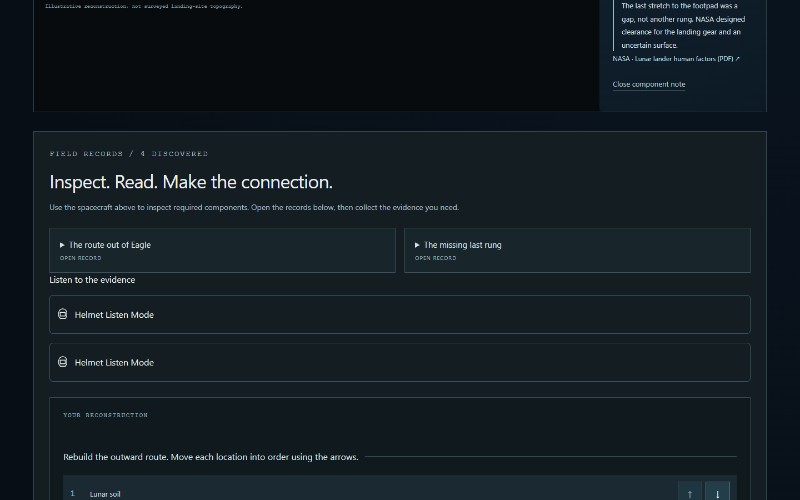 Illustrative reconstruction, not surveyed landing-site topography.
The last stretch to the footpad was a
gap, not another rung. NASA designed
clearance for the landing gear and an
uncertain surface.
NASA · Lunar lander human factors (PDF) ↗
Close component note
FIELD RECORDS / 4 DISCOVERED
Inspect. Read. Make the connection.
Use the spacecraft above to inspect required components. Open the records below, then collect the evidence you need.
▶ The route out of Eagle
OPEN RECORD
▶ The missing last rung
OPEN RECORD
Listen to the evidence
Helmet Listen Mode
Helmet Listen Mode
YOUR RECONSTRUCTION
Rebuild the outward route. Move each location into order using the arrows.
1 Lunar soil ↑ ↓